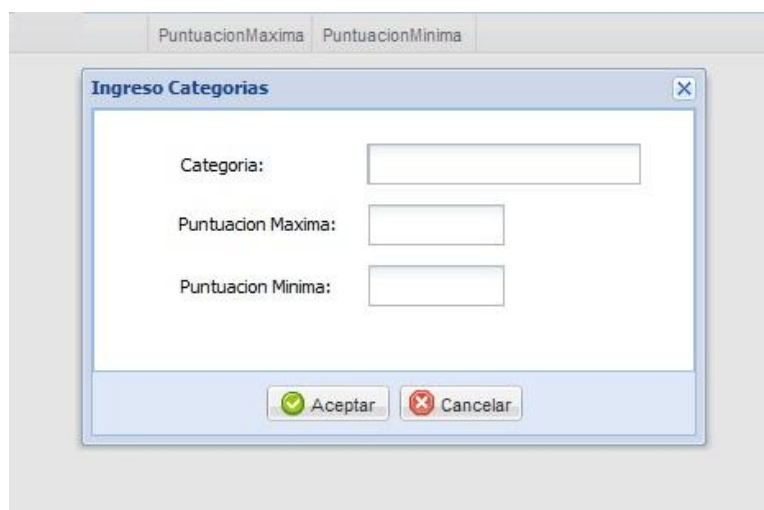 PuntuacionMaxima PuntuacionMinima
Ingreso Categorias
Categoria:
Puntuacion Maxima:
Puntuacion Minima:
Aceptar Cancelar